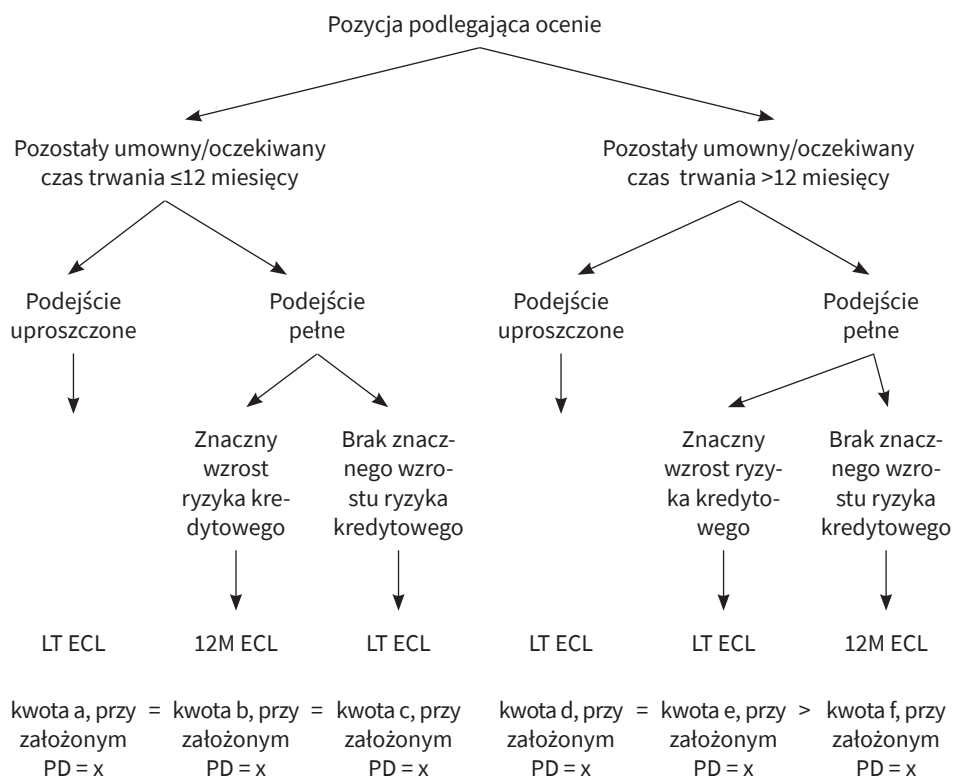 Pozycja podlegająca ocenie
Pozostały umowny/oczekiwany
czas trwania ≤12 miesięcy
Pozostały umowny/oczekiwany
czas trwania >12 miesięcy
Podejście
uproszczone
Podejście
pełne
Podejście
uproszczone
Podejście
pełne
Znaczny
wzrost
ryzyka kre-
dytowego
Brak znacz-
nego wzro-
stu ryzyka
kredytowego
Znaczny
wzrost ryzy-
ka kredyto-
wego
Brak znacz-
nego wzro-
stu ryzyka
kredytowego
LT ECL
12M ECL
LT ECL
LT ECL
LT ECL
12M ECL
kwota a, przy = kwota b, przy = kwota c, przy
założonym założonym założonym
PD = x PD = x PD = x
kwota d, przy = kwota e, przy > kwota f, przy
założonym założonym założonym
PD = x PD = x PD = x